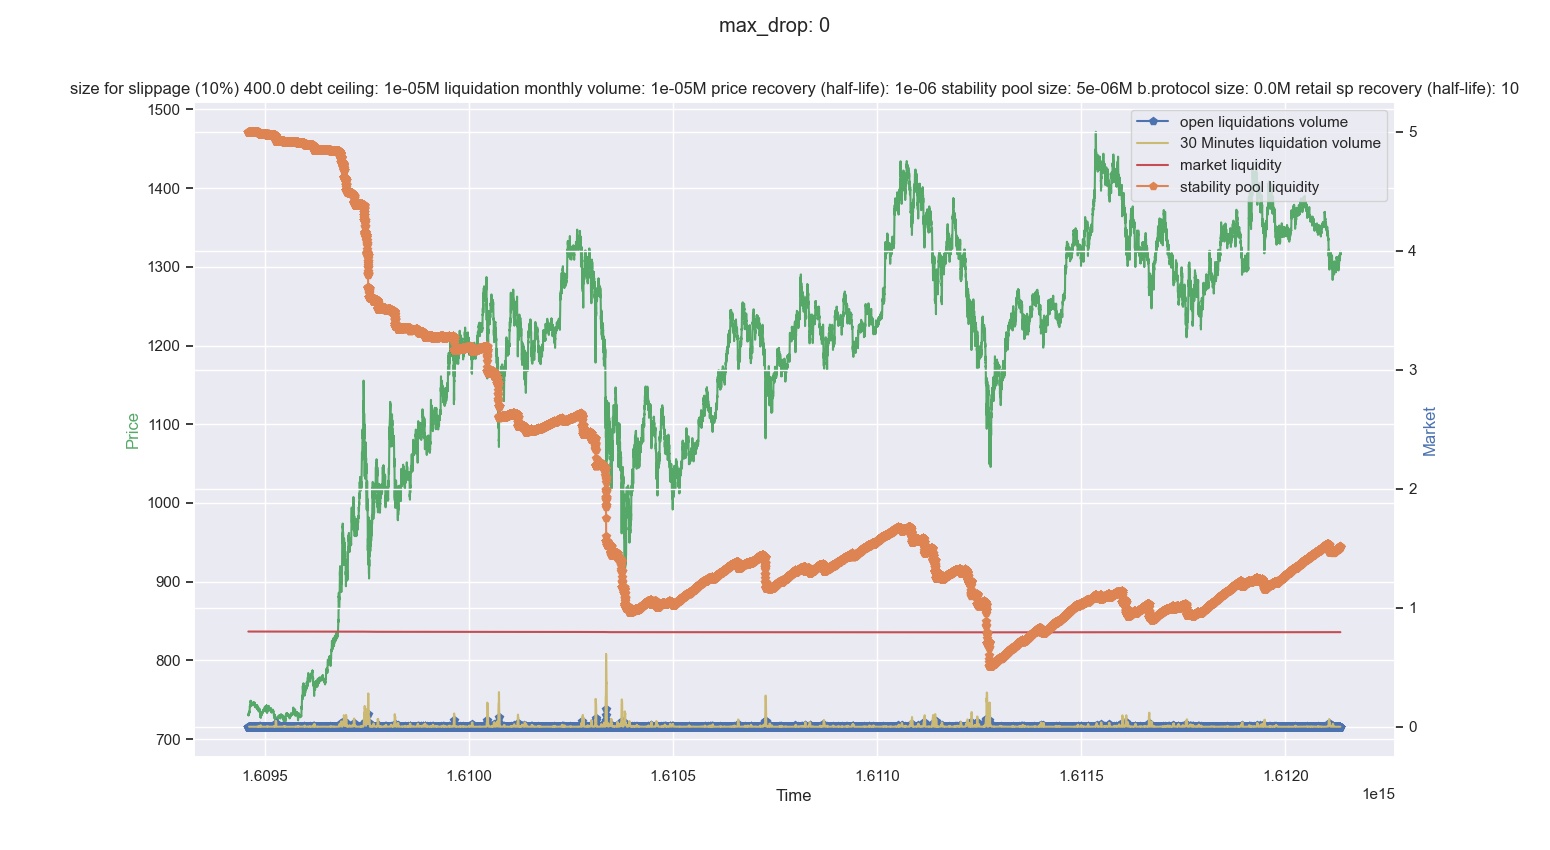 max_drop: 0
size for slippage (10%) 400.0 debt ceiling: 1e-05M liquidation monthly volume: 1e-05M price recovery (half-life): 1e-06 stability pool size: 5e-06M b.protocol size: 0.0M retail sp recovery (half-life): 10
open liquidations volume
30 Minutes liquidation volume
market liquidity
stability pool liquidity
Price
1500
1400
1300
1200
1100
1000
900
800
700
Market
5
4
3
2
1
0
1.6095 1.6100 1.6105 1.6110 1.6115 1.6120
Time
1e15